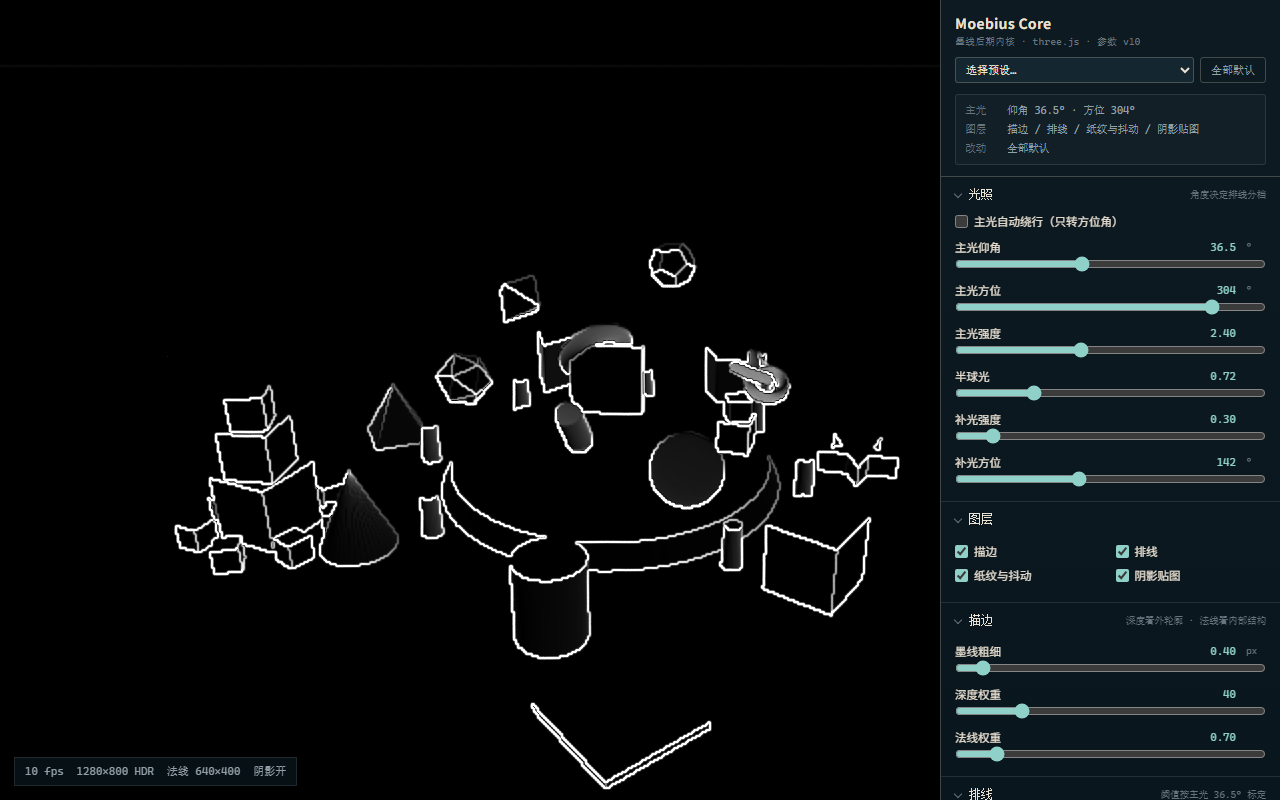 Moebius Core
墨线后期内核 · three.js · 参数 v10
选择预设… 全部默认
主光 仰角 36.5° · 方位 304°
图层 描边 / 排线 / 纸纹与抖动 / 阴影贴图
改动 全部默认
光照 角度决定排线分档
主光自动绕行（只转方位角）
主光仰角 36.5 °
主光方位 304 °
主光强度 2.40
半球光 0.72
补光强度 0.30
补光方位 142 °
图层
描边 排线
纸纹与抖动 阴影贴图
描边 深度看外轮廓 · 法线看内部结构
墨线粗细 0.40 px
深度权重 40
法线权重 0.70
排线 阈值按主光 36.5° 标定
10 fps 1280×800 HDR 法线 640×400 阴影开